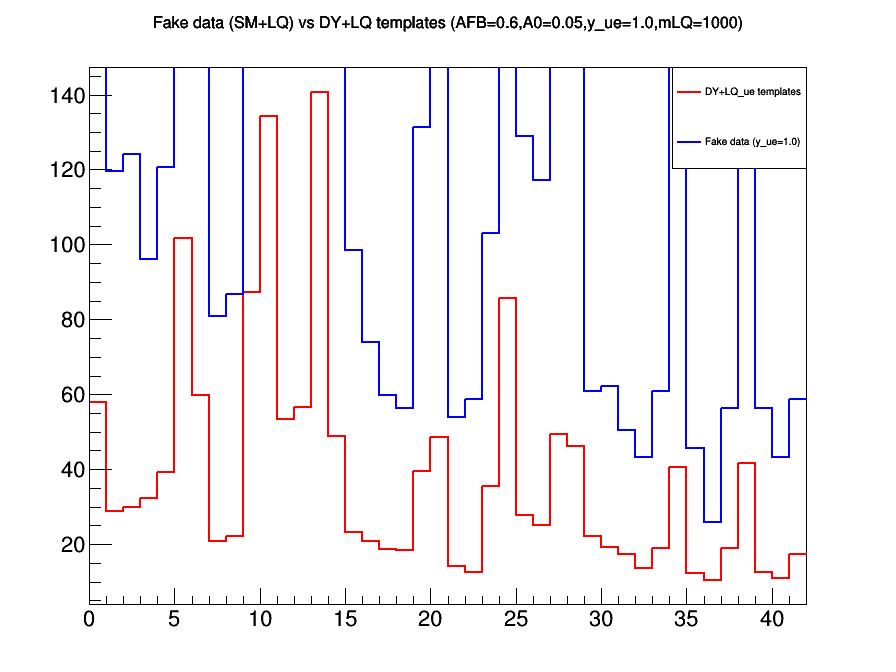 Fake data (SM+LQ) vs DY+LQ templates (AFB=0.6,A0=0.05,y_ue=1.0,mLQ=1000)
DY+LQ_ue templates
Fake data (y_ue=1.0)
140
120
100
80
60
40
20
0 5 10 15 20 25 30 35 40